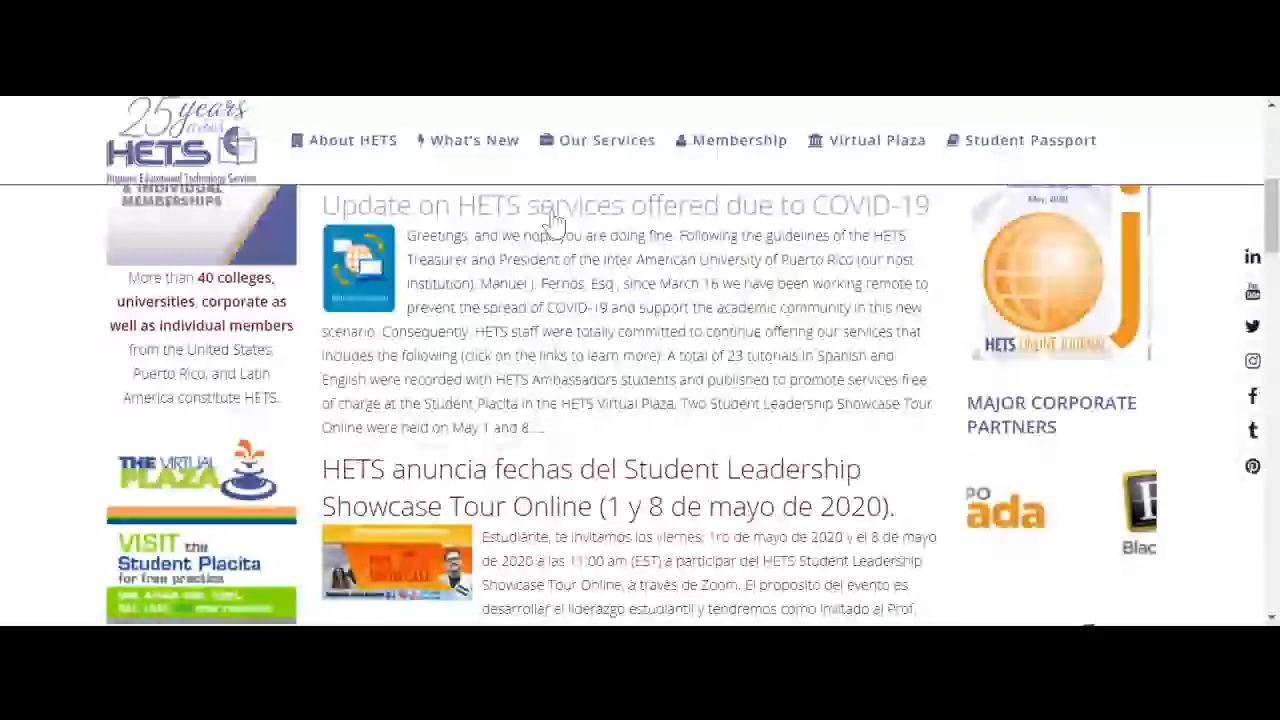 25 years
HETS
Hispanic Educational Technology Services
About HETS
What's New
Our Services
Membership
Virtual Plaza
Student Passport
& INDIVIDUAL
MEMBERSHIPS
More than 40 colleges,
universities, corporate as
well as individual members
from the United States,
Puerto Rico, and Latin
America constitute HETS.
THE VIRTUAL
PLAZA
VISIT the
Student Placita
for free practice
Update on HETS services offered due to COVID-19
Greetings, and we hope you are doing fine. Following the guidelines of the HETS
Treasurer and President of the Inter American University of Puerto Rico (our host
institution), Manuel J. Fernós, Esq., since March 16 we have been working remote to
prevent the spread of COVID-19 and support the academic community in this new
scenario. Consequently, HETS staff were totally committed to continue offering our services that
includes the following (click on the links to learn more): A total of 23 tutorials in Spanish and
English were recorded with HETS Ambassadors students and published to promote services free
of charge at the Student Placita in the HETS Virtual Plaza. Two Student Leadership Showcase Tour
Online were held on May 1 and 8....
HETS anuncia fechas del Student Leadership
Showcase Tour Online (1 y 8 de mayo de 2020).
Estudiante, te invitamos los viernes, 1ro de mayo de 2020 y el 8 de mayo
de 2020 a las 11:00 am (EST) a participar del HETS Student Leadership
Showcase Tour Online, a través de Zoom. El propósito del evento es
desarrollar el liderazgo estudiantil y tendremos como invitado al Prof.
May, 2020
HETS ONLINE JOURNAL
MAJOR CORPORATE
PARTNERS
PO
ada
Blac